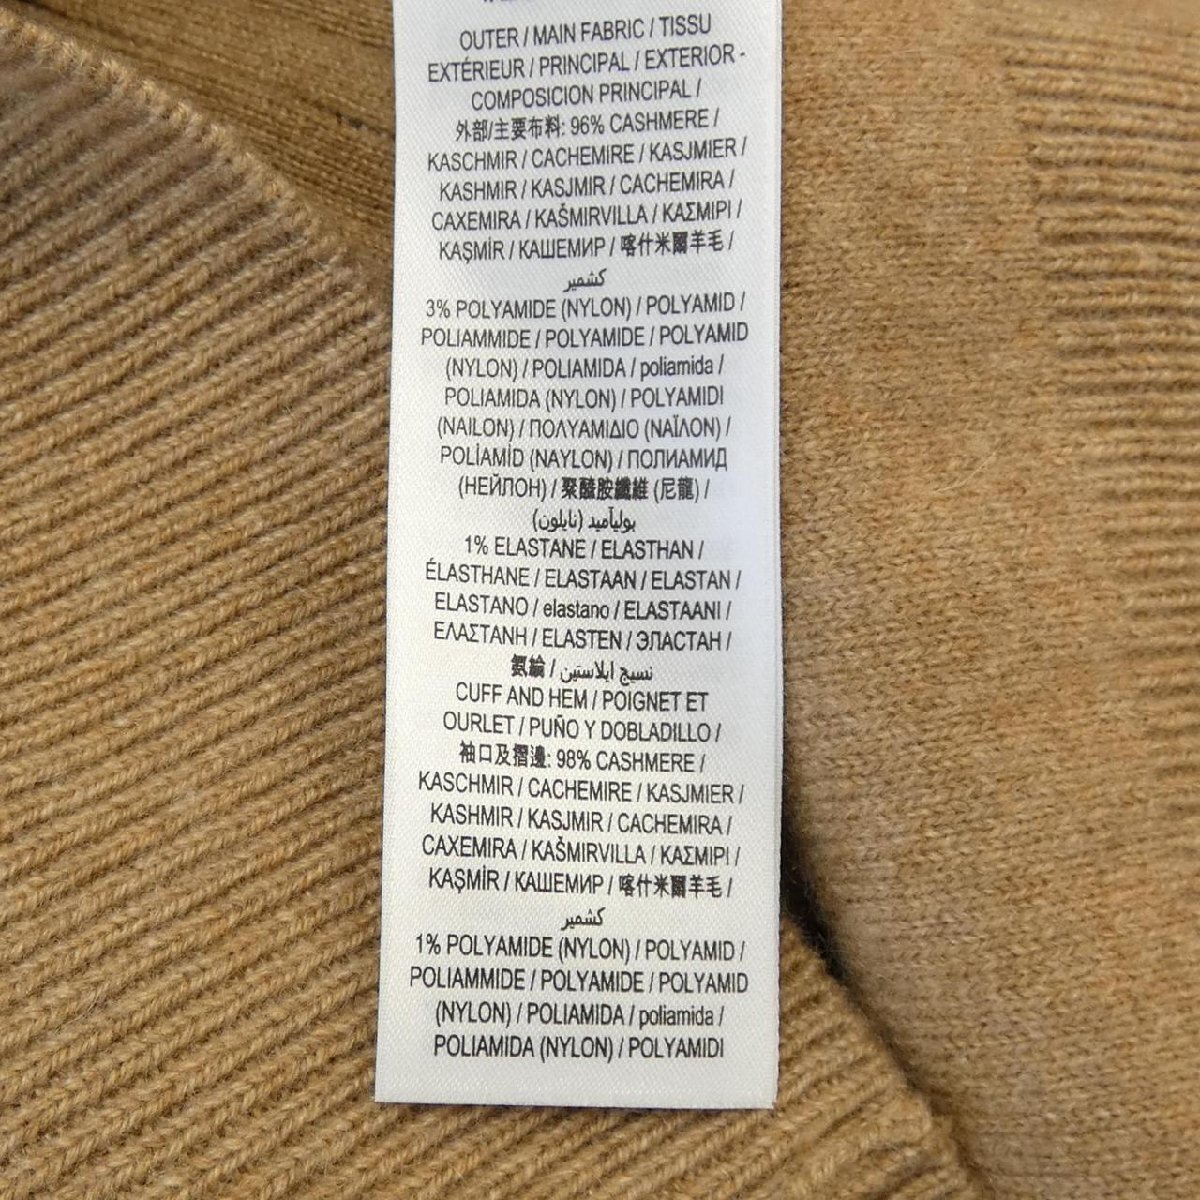 OUTER / MAIN FABRIC / TISSU
EXTÉRIEUR / PRINCIPAL / EXTERIOR -
COMPOSICION PRINCIPAL /
外部/主要布料: 96% CASHMERE /
KASCHMIR / CACHEMIRE / KASJMIER /
KASHMIR / KASJMIR / CACHEMIRA /
CAXEMIRA / KAŠMIRVILLA / ΚΑΣΜΙΡΙ /
KAŞMİR / КАШЕМИР / 喀什米爾羊毛 /
كشمير
3% POLYAMIDE (NYLON) / POLYAMID /
POLIAMMIDE / POLYAMIDE / POLYAMID
(NYLON) / POLIAMIDA / poliamida /
POLIAMIDA (NYLON) / POLYAMIDI
(NAILON) / ΠΟΛΥΑΜΙΔΙΟ (ΝΑΪΛΟΝ) /
POLİAMİD (NAYLON) / ПОЛИАМИД
(НЕЙЛОН) / 聚醯胺纖維 (尼龍) /
بولیآمید (نایلون)
1% ELASTANE / ELASTHAN /
ÉLASTHANE / ELASTAAN / ELASTAN /
ELASTANO / elastano / ELASTAANI /
ΕΛΑΣΤΑΝΗ / ELASTEN / ЭЛАСТАН /
氨綸 / نسيج ايلاستين
CUFF AND HEM / POIGNET ET
OURLET / PUÑO Y DOBLADILLO /
袖口及摺邊: 98% CASHMERE /
KASCHMIR / CACHEMIRE / KASJMIER /
KASHMIR / KASJMIR / CACHEMIRA /
CAXEMIRA / KAŠMIRVILLA / ΚΑΣΜΙΡΙ /
KAŞMİR / КАШЕМИР / 喀什米爾羊毛 /
كشمير
1% POLYAMIDE (NYLON) / POLYAMID /
POLIAMMIDE / POLYAMIDE / POLYAMID
(NYLON) / POLIAMIDA / poliamida /
POLIAMIDA (NYLON) / POLYAMIDI